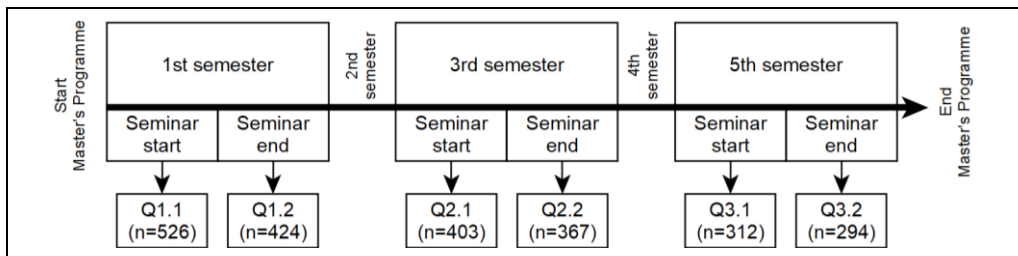 Start
Master's Programme
1st semester
2nd
semester
3rd semester
4th
semester
5th semester
End
Master's Programme
Seminar
start
Seminar
end
Seminar
start
Seminar
end
Seminar
start
Seminar
end
Q1.1
(n=526)
Q1.2
(n=424)
Q2.1
(n=403)
Q2.2
(n=367)
Q3.1
(n=312)
Q3.2
(n=294)